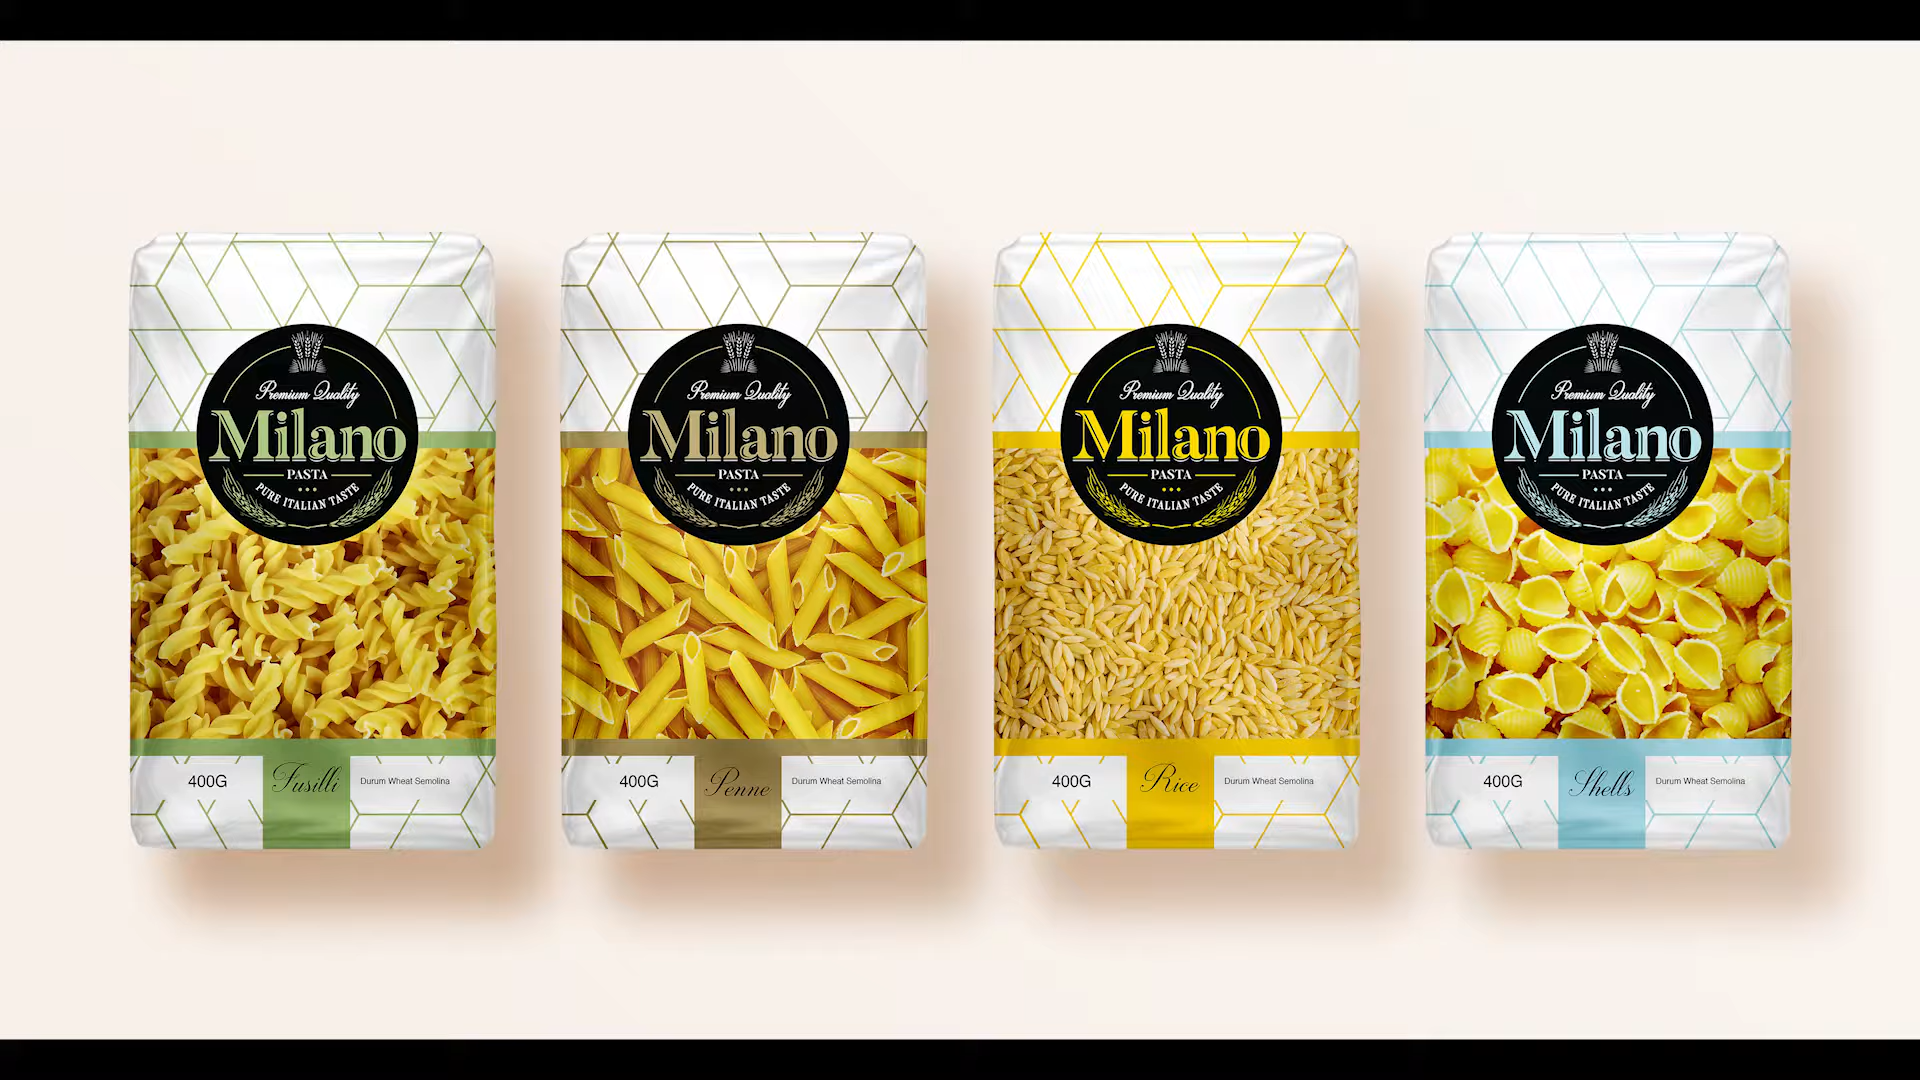 Premium Quality
Milano
PASTA
PURE ITALIAN TASTE
400G
Fusilli
Durum Wheat Semolina
Premium Quality
Milano
PASTA
PURE ITALIAN TASTE
400G
Penne
Durum Wheat Semolina
Premium Quality
Milano
PASTA
PURE ITALIAN TASTE
400G
Rice
Durum Wheat Semolina
Premium Quality
Milano
PASTA
PURE ITALIAN TASTE
400G
Shells
Durum Wheat Semolina